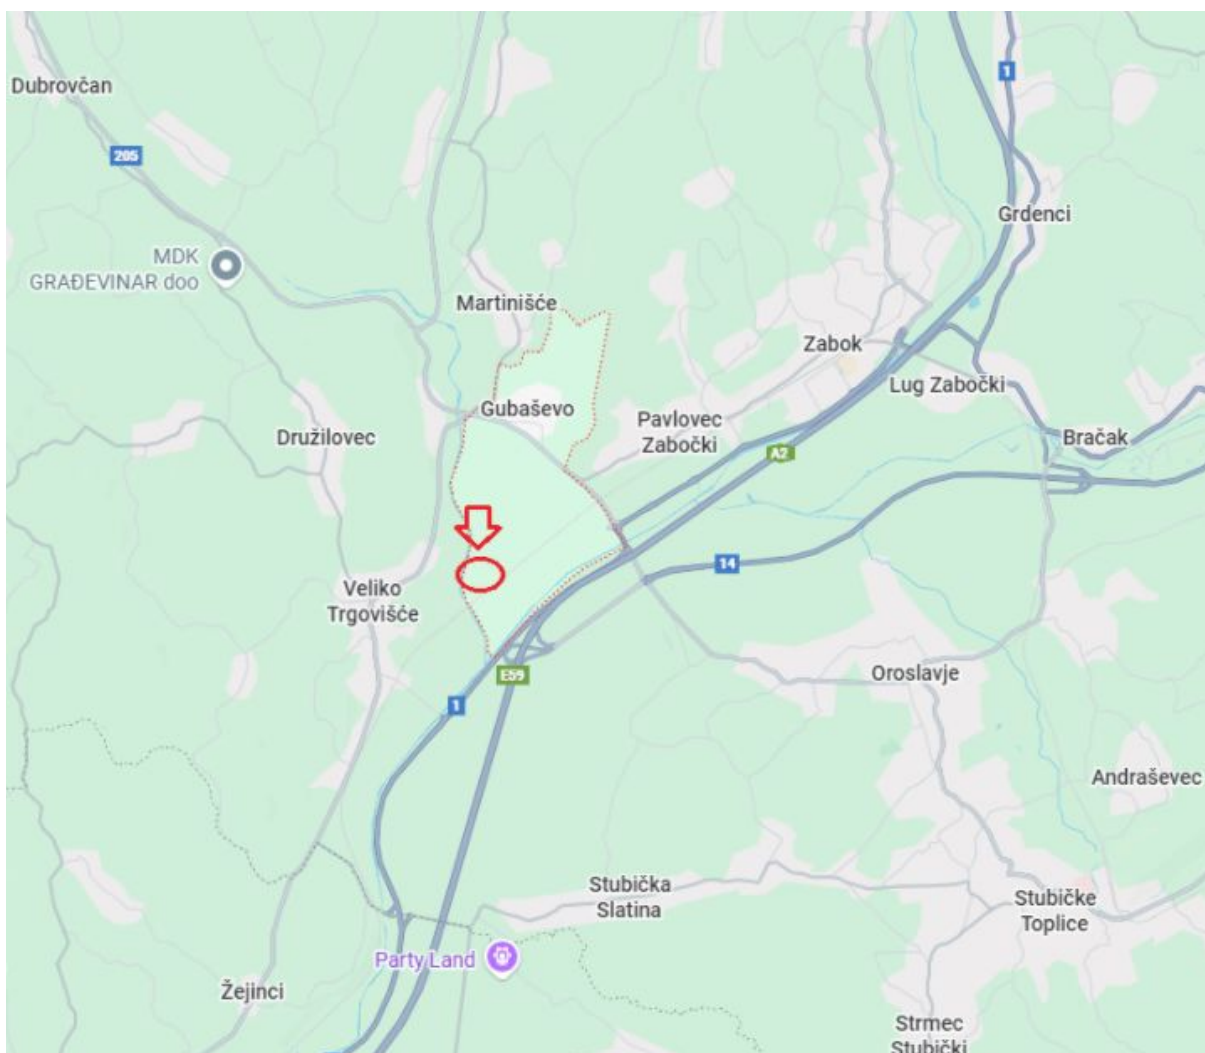 1
Dubrovčan
205
Grdenci
MDK
GRAĐEVINAR doo
Martinišće
Zabok
Lug Zabočki
Gubaševo
Pavlovec
Zabočki
Družilovec
Bračak
A2
14
Veliko
Trgovišće
Oroslavje
E59
1
Andraševec
Stubička
Slatina
Stubičke
Toplice
Party Land
Žejinci
Strmec
Stubički